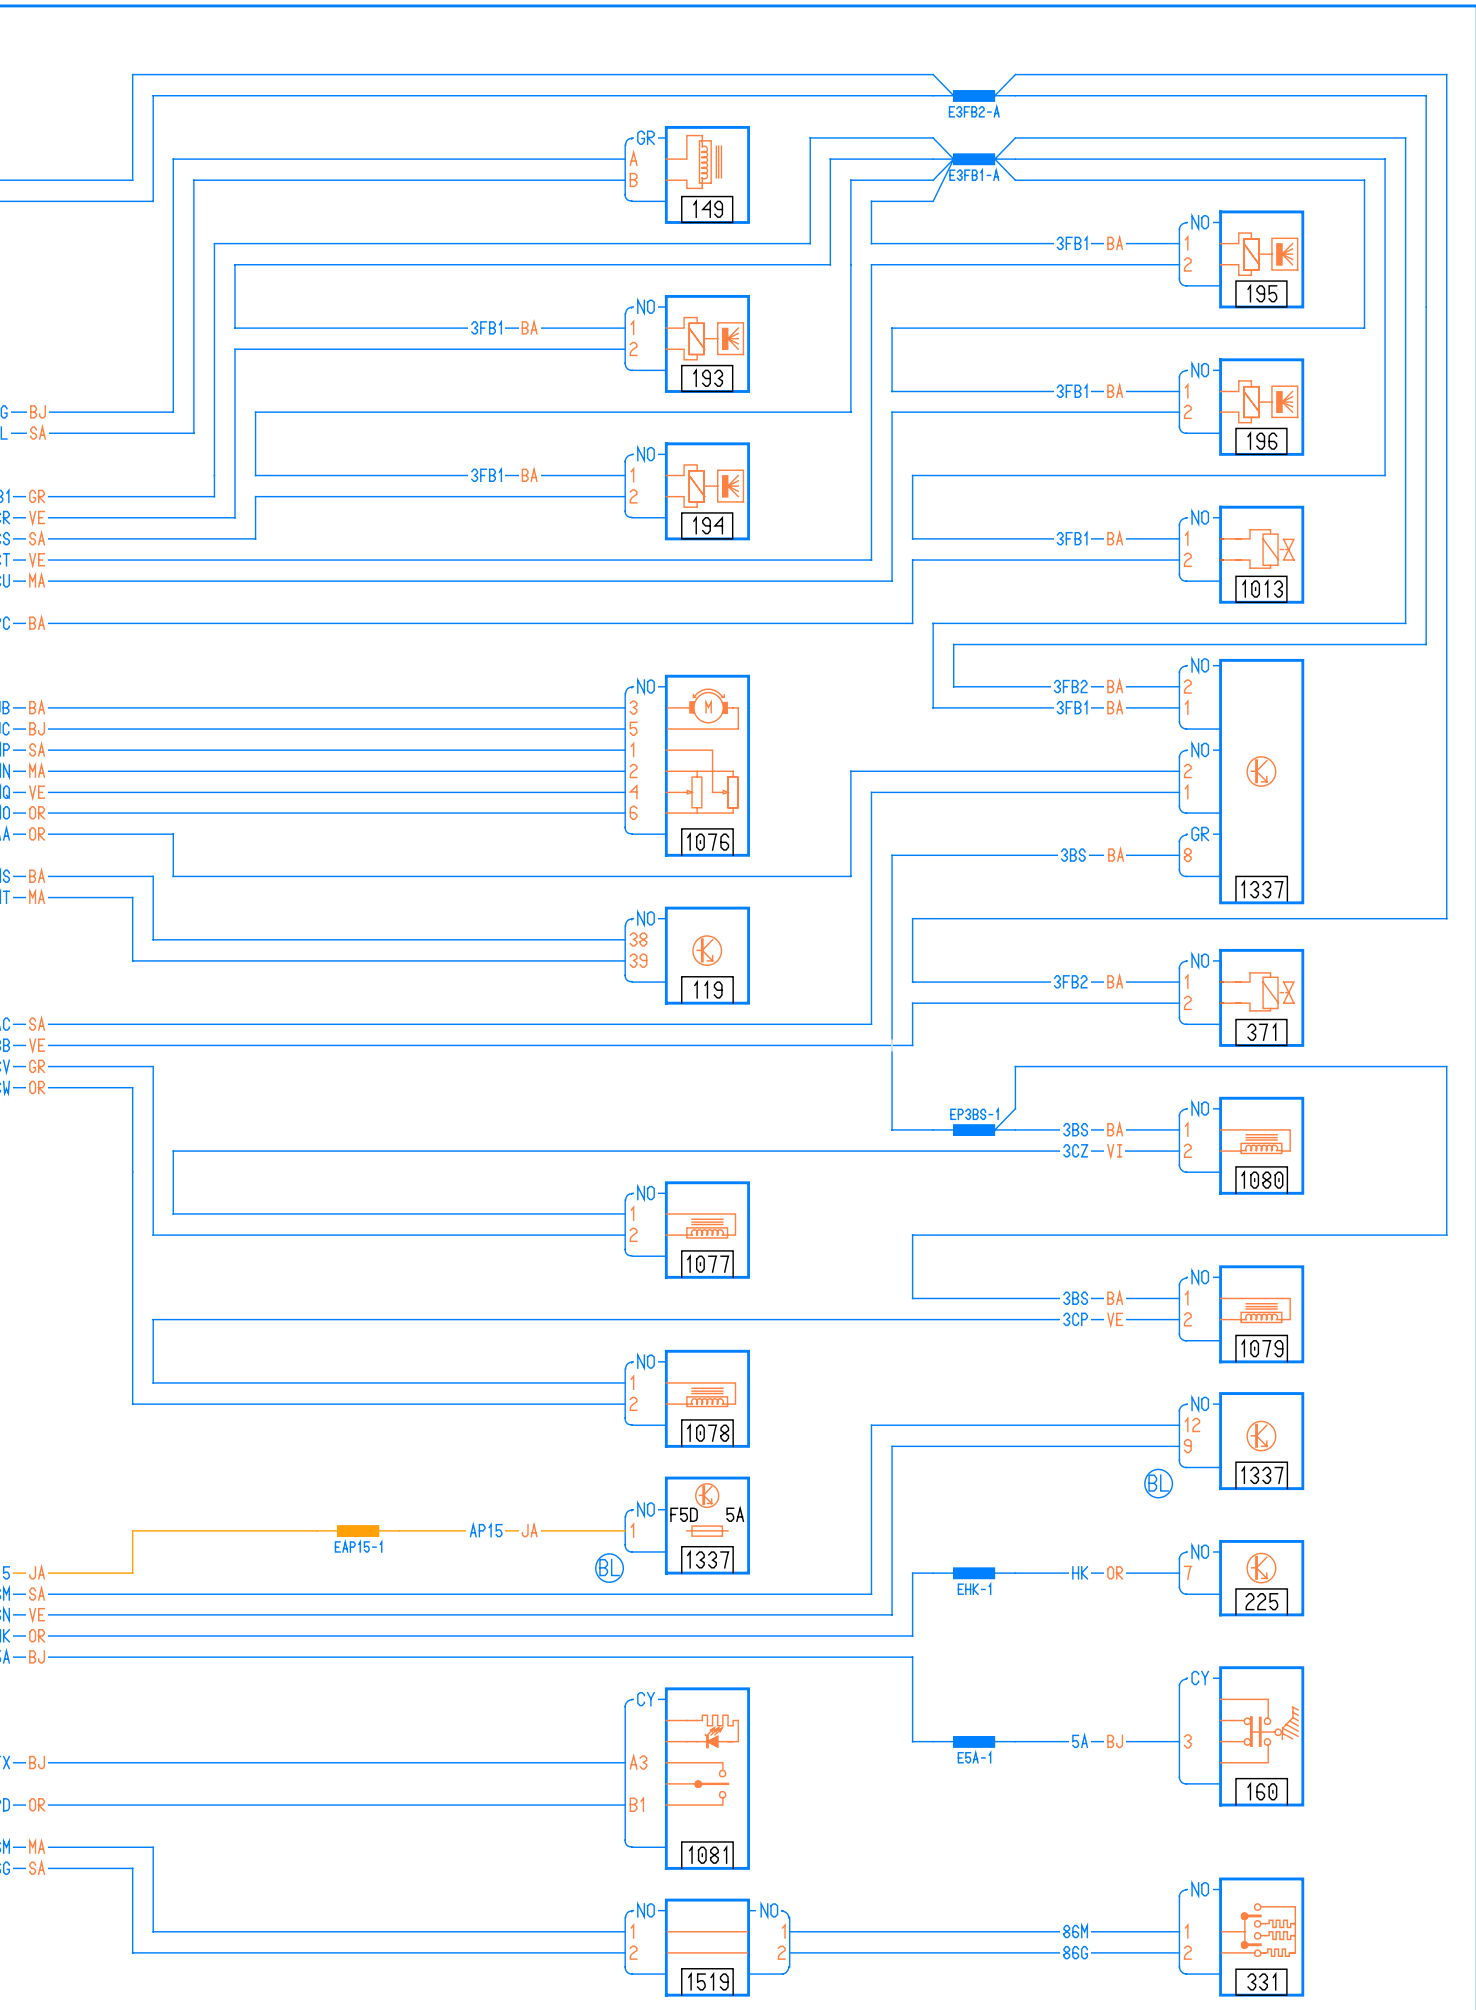 E3FB2-A
GR
A
B
149
E3FB1-A
NO
3FB1 BA 1
2
195
NO
3FB1 BA 1
2
193
NO
3FB1 BA 1
2
196
G BJ
L SA
NO
3FB1 BA 1
2
194
B1 GR
R VE
S SA
T VE
U MA
NO
3FB1 BA 1
2
1013
C BA
NO
3FB2 BA 2
3FB1 BA 1
NO
2
1
GR
3BS BA 8
1337
B BA
C BJ
P SA
N MA
Q VE
O OR
A OR
NO
3
5
1
2
4
6
M
1076
S BA
T MA
NO
38
39
119
NO
3FB2 BA 1
2
371
C SA
B VE
V GR
W OR
EP3BS-1
NO
3BS BA 1
3CZ VI 2
1080
NO
1
2
1077
NO
3BS BA 1
3CP VE 2
1079
NO
1
2
1078
NO
12
9
1337
BL
EAP15-1
AP15 JA
NO
1
F5D 5A
1337
BL
5 JA
M SA
N VE
K OR
A BJ
EHK-1
HK OR
NO
7
225
E5A-1
5A BJ
CY
3
160
X BJ
D OR
CY
A3
B1
1081
M MA
G SA
NO
1
2
1519
NO
1
2
86M
86G
NO
1
2
331